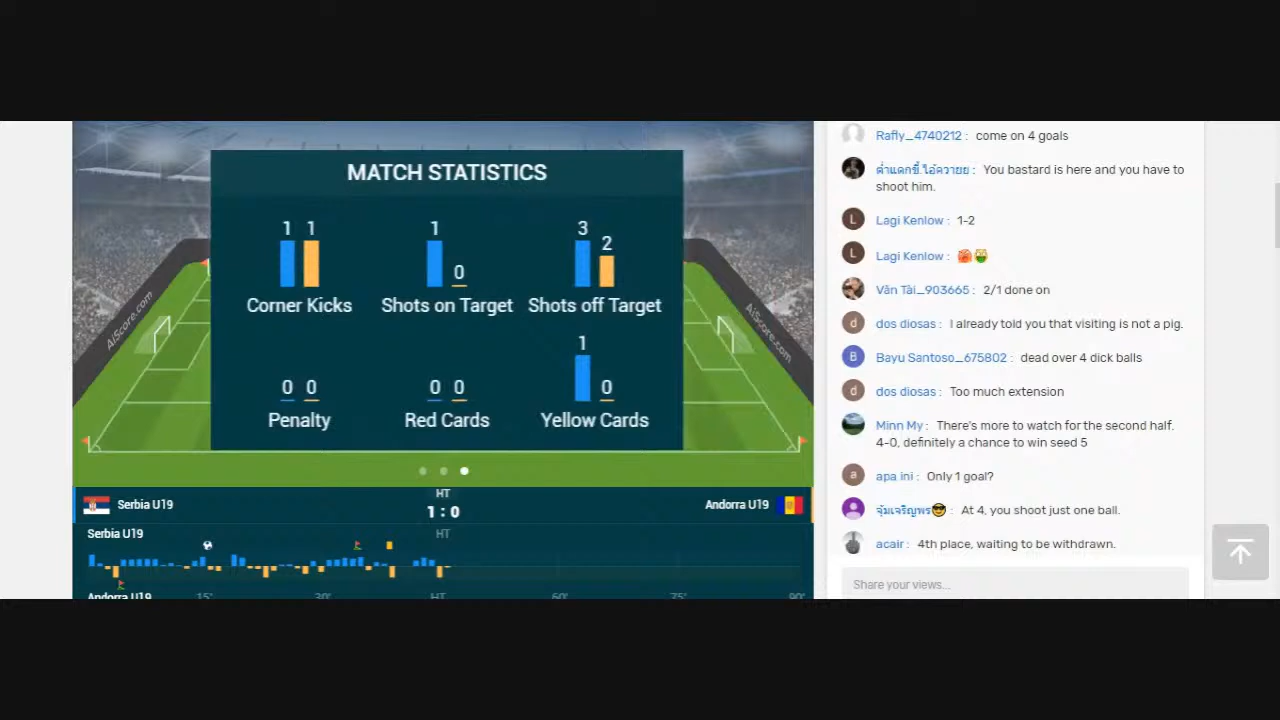 MATCH STATISTICS
1 1
Corner Kicks
1 0
Shots on Target
3 2
Shots off Target
0 0
Penalty
0 0
Red Cards
1 0
Yellow Cards
AiScore.com
AiScore.com
Serbia U19
HT
1 : 0
Andorra U19
Serbia U19
HT
Andorra U19
15' 30' HT 60' 75' 90'
Rafly_4740212 : come on 4 goals
ต่ำแดกขี้.ไอ้ควายย : You bastard is here and you have to
shoot him.
L
Lagi Kenlow : 1-2
L
Lagi Kenlow :
Văn Tài_903665 : 2/1 done on
d
dos diosas : I already told you that visiting is not a pig.
B
Bayu Santoso_675802 : dead over 4 dick balls
d
dos diosas : Too much extension
Minn My : There's more to watch for the second half.
4-0, definitely a chance to win seed 5
a
apa ini : Only 1 goal?
จุ้มเจริญพร😎 : At 4, you shoot just one ball.
acair : 4th place, waiting to be withdrawn.
Share your views...